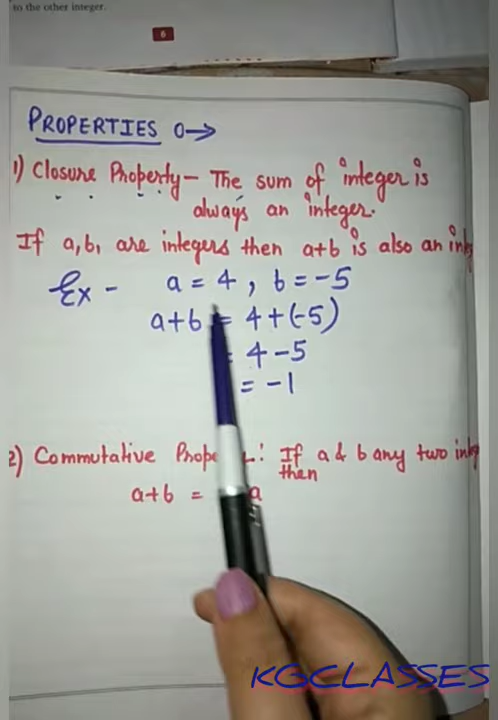 to the other integer.
6
PROPERTIES
1) Closure Property - The sum of integer is
always an integer.
If a, b, are integers then a+b is also an
Ex - a = 4, b = -5
a+b = 4+(-5)
= 4 - 5
= -1
2) Commutative : If a & b any two
then
a+b = a
KGCLASSES